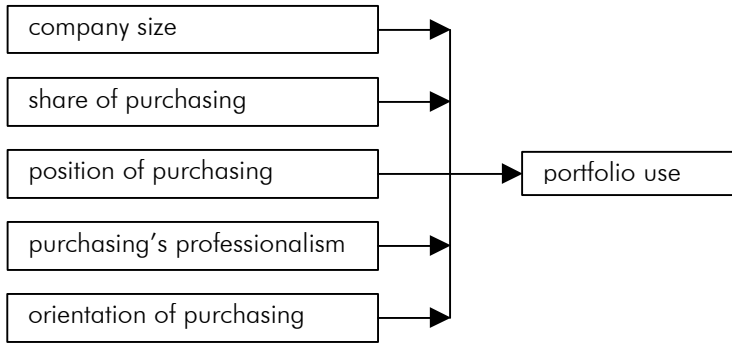 company size
share of purchasing
position of purchasing
portfolio use
purchasing’s professionalism
orientation of purchasing